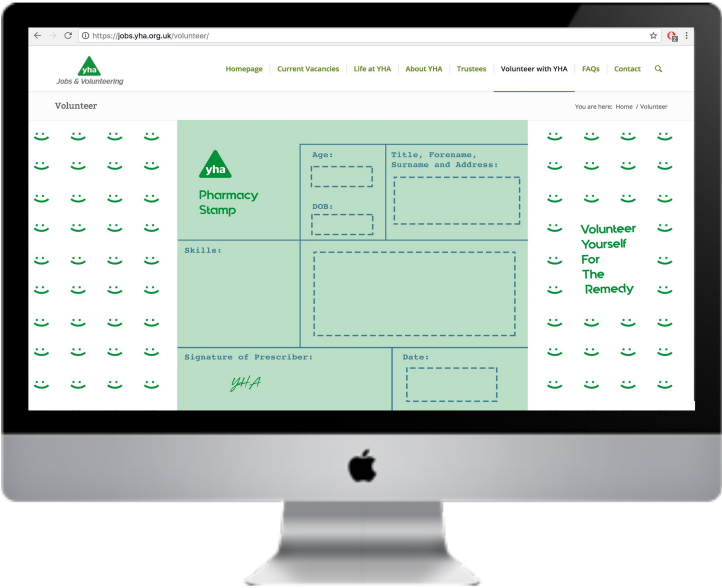 https://jobs.yha.org.uk/volunteer/
yha
Jobs & Volunteering
Homepage Current Vacancies Life at YHA About YHA Trustees Volunteer with YHA FAQs Contact
Volunteer
You are here: Home / Volunteer
yha
Pharmacy
Stamp
Age:
DOB:
Title, Forename,
Surname and Address:
Skills:
Signature of Prescriber:
YHA
Date:
Volunteer
Yourself
For
The
Remedy